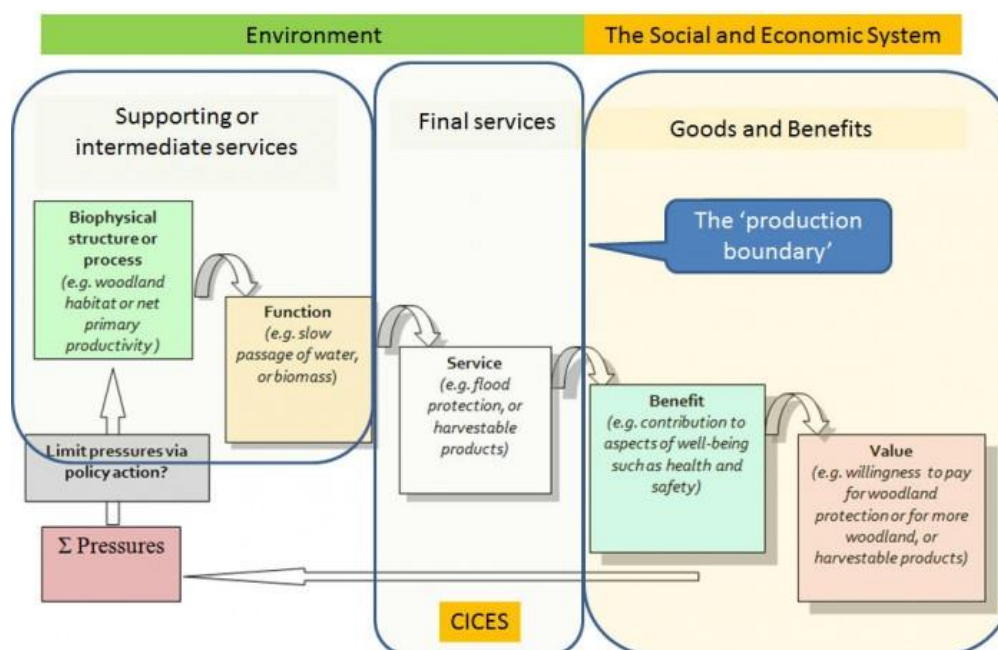 Environment
The Social and Economic System
Supporting or
intermediate services
Final services
Goods and Benefits
The ‘production
boundary’
Biophysical
structure or
process
(e.g. woodland
habitat or net
primary
productivity )
Function
(e.g. slow
passage of water,
or biomass)
Service
(e.g. flood
protection, or
harvestable
products)
Benefit
(e.g. contribution to
aspects of well-being
such as health and
safety)
Value
(e.g. willingness to pay
for woodland
protection or for more
woodland, or
harvestable products)
Limit pressures via
policy action?
Σ Pressures
CICES